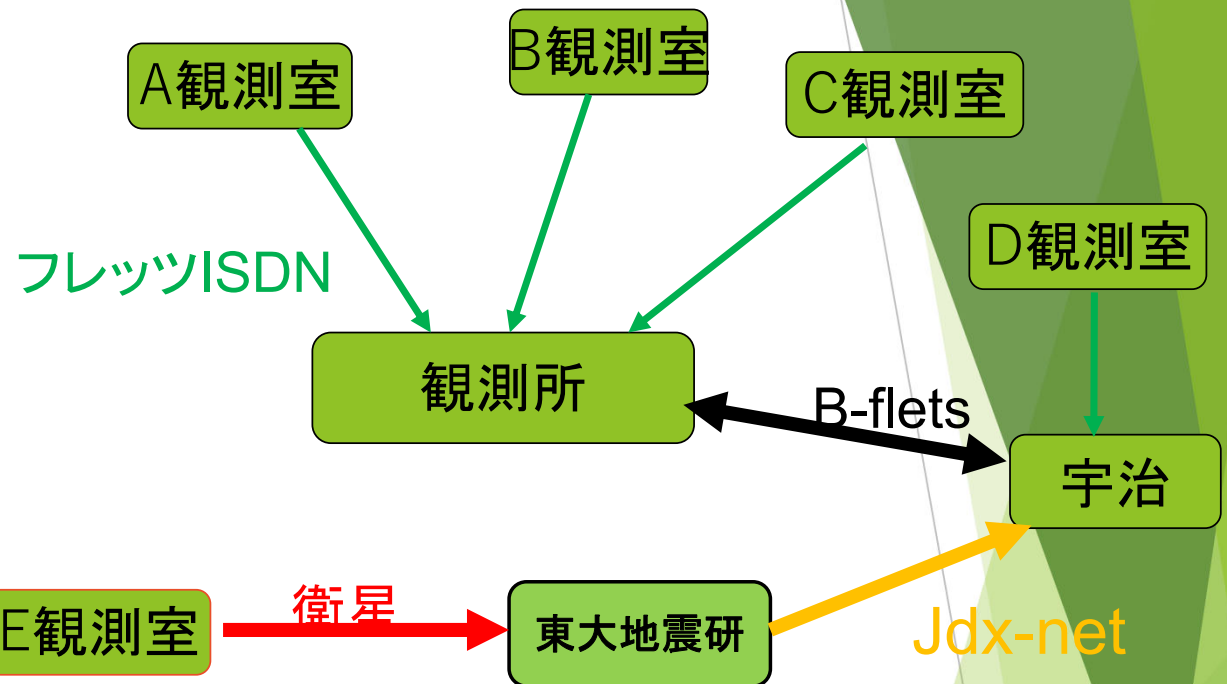 A観測室
B観測室
C観測室
D観測室
フレッツISDN
観測所
B-flets
宇治
E観測室
衛星
東大地震研
Jdx-net